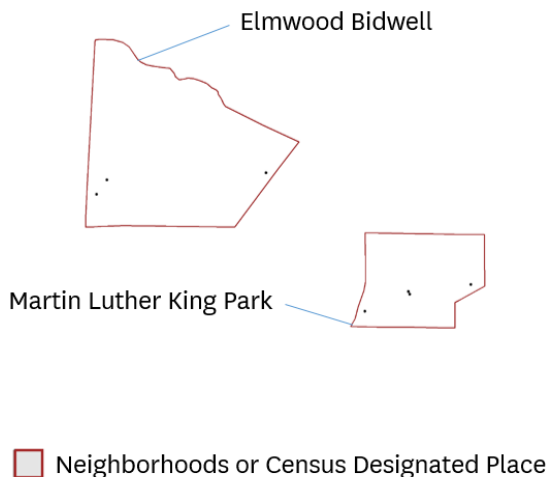 Elmwood Bidwell
Martin Luther King Park
Neighborhoods or Census Designated Place